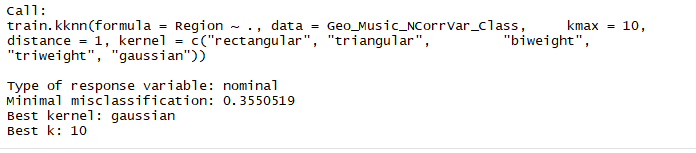 Call:
train.kknn(formula = Region ~ ., data = Geo_Music_NCorrVar_Class,     kmax = 10,
distance = 1, kernel = c("rectangular", "triangular",         "biweight",
"triweight", "gaussian"))

Type of response variable: nominal
Minimal misclassification: 0.3550519
Best kernel: gaussian
Best k: 10